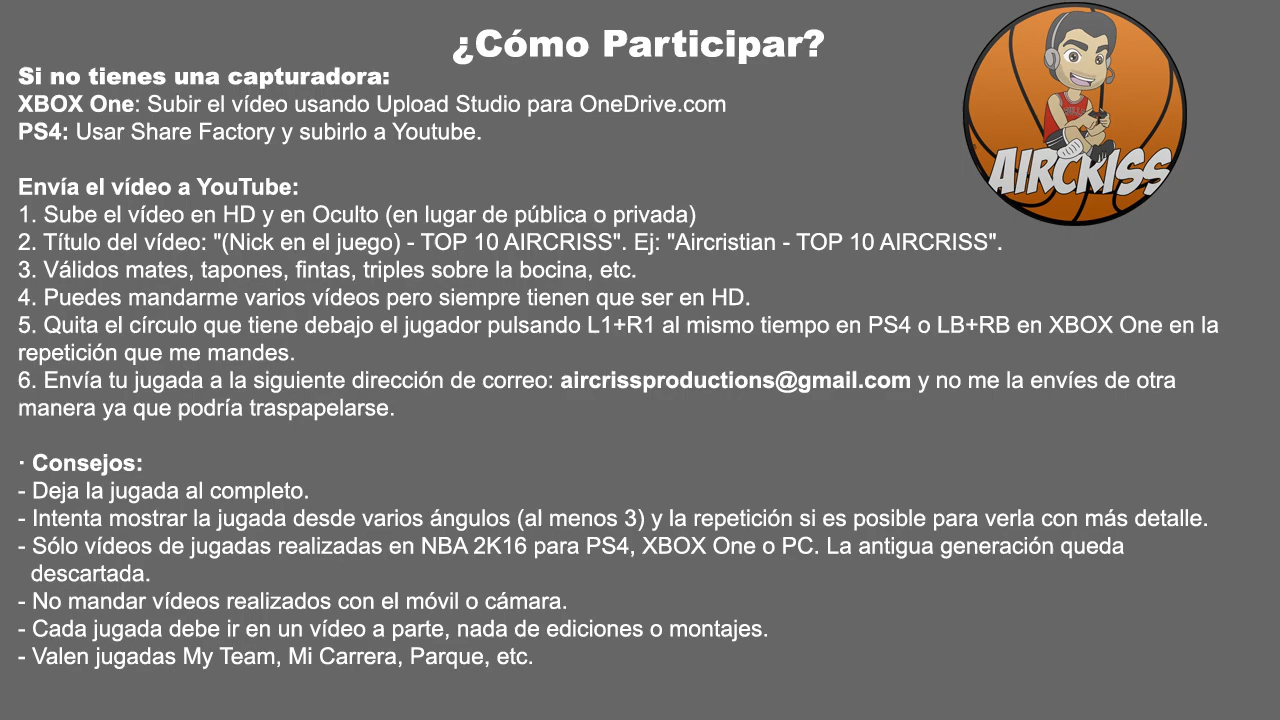 ¿Cómo Participar?
Si no tienes una capturadora:
XBOX One: Subir el vídeo usando Upload Studio para OneDrive.com
PS4: Usar Share Factory y subirlo a Youtube.
AIRCRISS
Envía el vídeo a YouTube:
1. Sube el vídeo en HD y en Oculto (en lugar de pública o privada)
2. Título del vídeo: "(Nick en el juego) - TOP 10 AIRCRISS". Ej: "Aircristian - TOP 10 AIRCRISS".
3. Válidos mates, tapones, fintas, triples sobre la bocina, etc.
4. Puedes mandarme varios vídeos pero siempre tienen que ser en HD.
5. Quita el círculo que tiene debajo el jugador pulsando L1+R1 al mismo tiempo en PS4 o LB+RB en XBOX One en la
repetición que me mandes.
6. Envía tu jugada a la siguiente dirección de correo: aircrissproductions@gmail.com y no me la envíes de otra
manera ya que podría traspapelarse.
· Consejos:
- Deja la jugada al completo.
- Intenta mostrar la jugada desde varios ángulos (al menos 3) y la repetición si es posible para verla con más detalle.
- Sólo vídeos de jugadas realizadas en NBA 2K16 para PS4, XBOX One o PC. La antigua generación queda
descartada.
- No mandar vídeos realizados con el móvil o cámara.
- Cada jugada debe ir en un vídeo a parte, nada de ediciones o montajes.
- Valen jugadas My Team, Mi Carrera, Parque, etc.